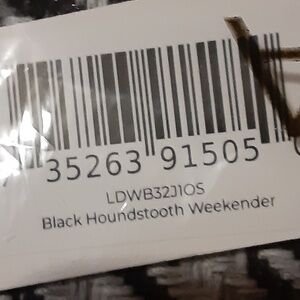 35263 91505
LDWB32J1OS
Black Houndstooth Weekender